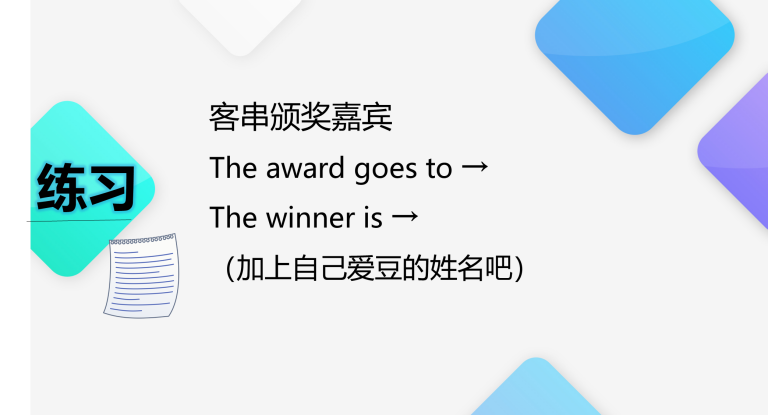 练习
客串颁奖嘉宾
The award goes to →
The winner is →
（加上自己爱豆的姓名吧）